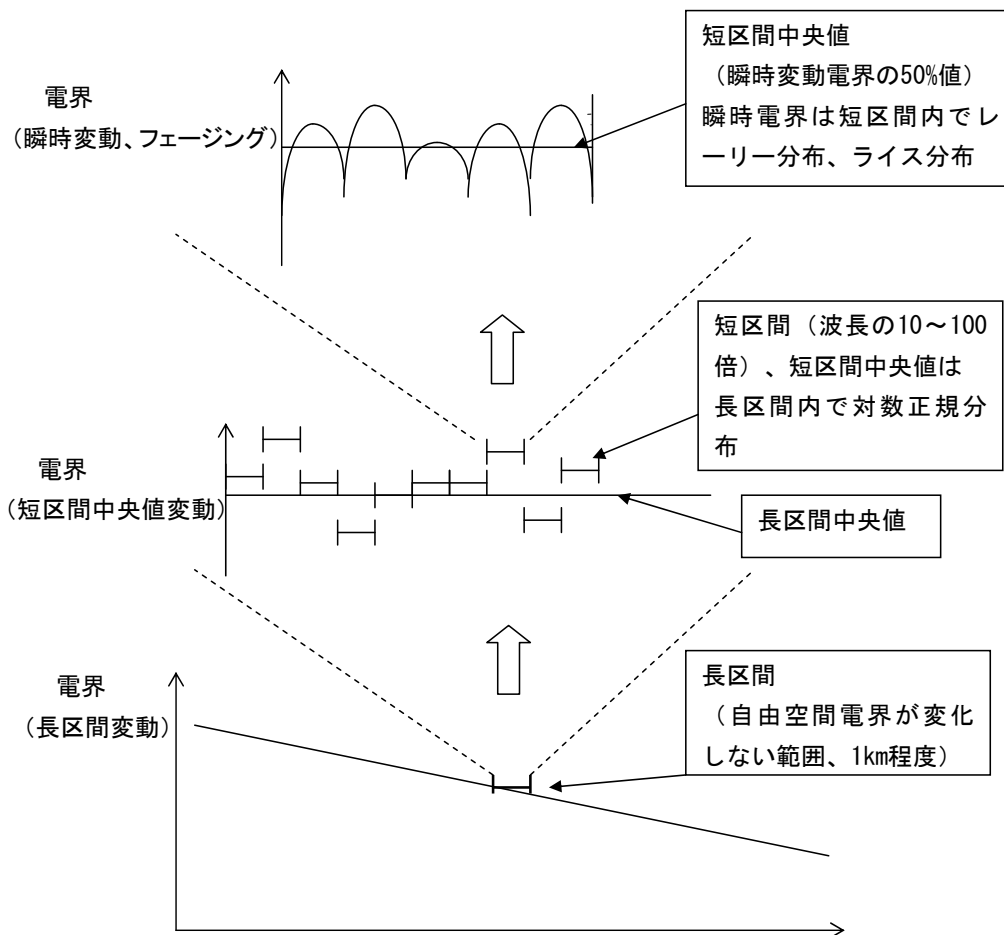 短区間中央値
（瞬時変動電界の50%値）
瞬時電界は短区間内でレ
ーリー分布、ライス分布
電界
（瞬時変動、フェージング）
短区間（波長の10～100
倍）、短区間中央値は
長区間内で対数正規分
布
電界
（短区間中央値変動）
長区間中央値
電界
（長区間変動）
長区間
（自由空間電界が変化
しない範囲、1km程度）